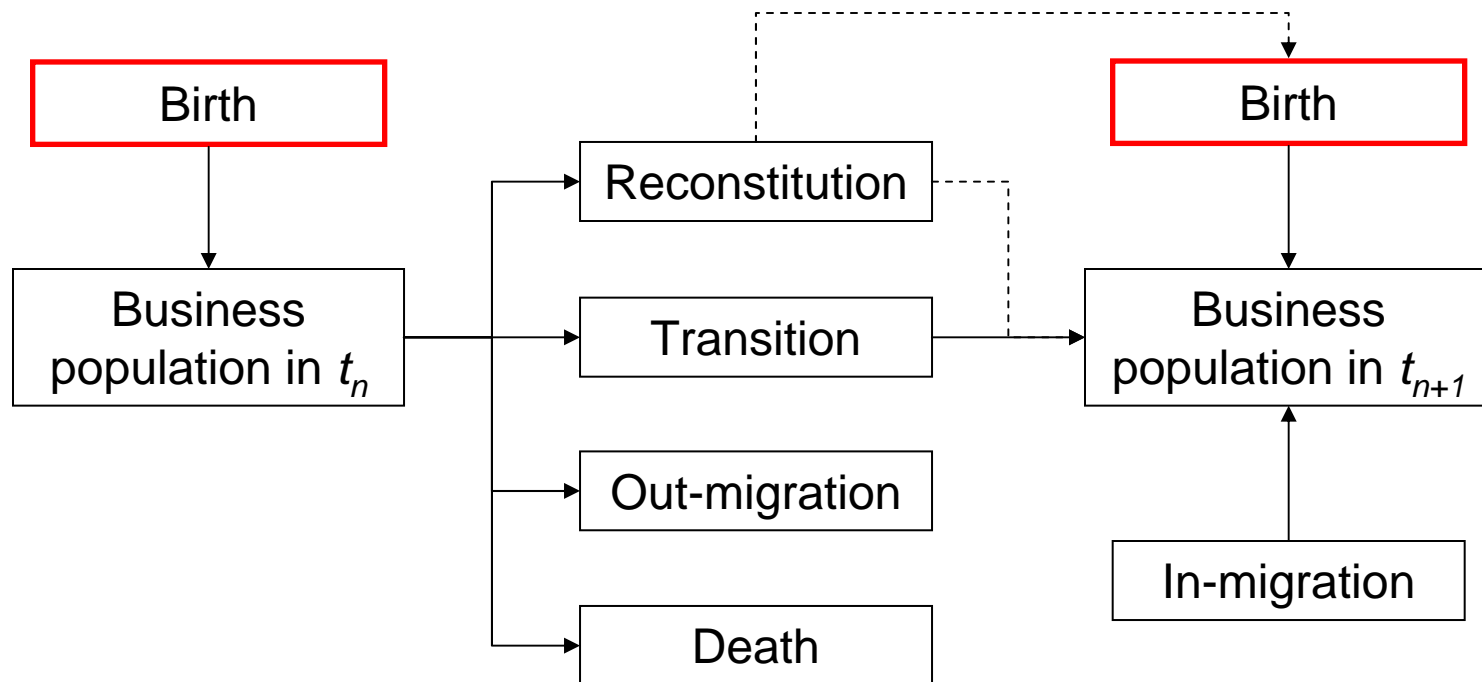 Birth
Birth
Reconstitution
Business
population in tₙ
Transition
Business
population in tₙ₊₁
Out-migration
In-migration
Death